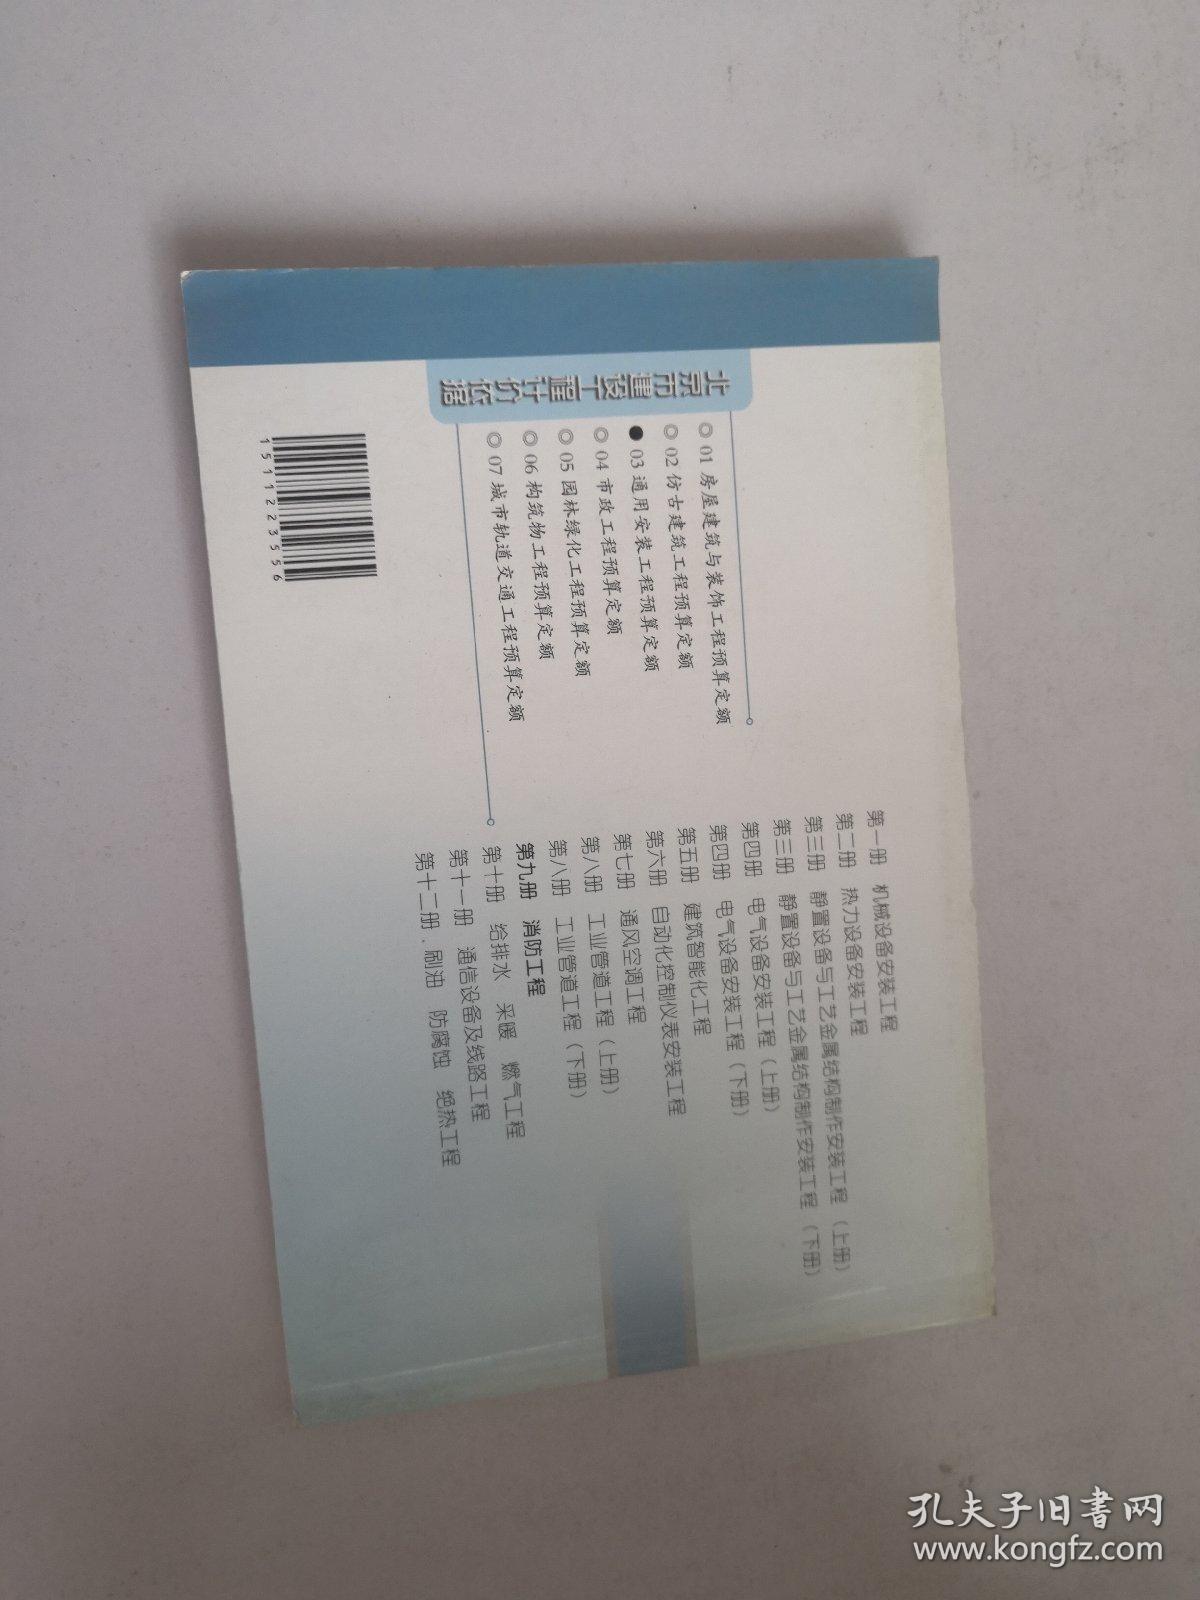 北京市建设工程计价依据
◎ 01 房屋建筑与装饰工程预算定额
◎ 02 仿古建筑工程预算定额
● 03 通用安装工程预算定额
◎ 04 市政工程预算定额
◎ 05 园林绿化工程预算定额
◎ 06 构筑物工程预算定额
◎ 07 城市轨道交通工程预算定额
第一册 机械设备安装工程
第二册 热力设备安装工程
第三册 静置设备与工艺金属结构制作安装工程（上册）
第三册 静置设备与工艺金属结构制作安装工程（下册）
第四册 电气设备安装工程（上册）
第四册 电气设备安装工程（下册）
第五册 建筑智能化工程
第六册 自动化控制仪表安装工程
第七册 通风空调工程
第八册 工业管道工程（上册）
第八册 工业管道工程（下册）
第九册 消防工程
第十册 给排水 采暖 燃气工程
第十一册 通信设备及线路工程
第十二册 刷油 防腐蚀 绝热工程
1511223556
孔夫子旧书网
www.kongfz.com